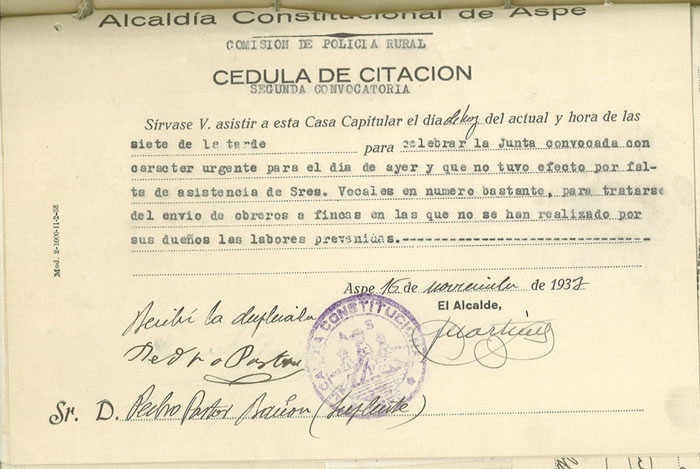 Alcaldía Constitucional de Aspe
COMISION DE POLICIA RURAL
CEDULA DE CITACION
SEGUNDA CONVOCATORIA
Sírvase V. asistir a esta Casa Capitular el día de hoy del actual y hora de las
siete de la tarde para celebrar la Junta convocada con
caracter urgente para el dia de ayer y que no tuvo efecto por fal-
ta de asistencia de Sres. Vocales en numero bastante, para tratarse
del envio de obreros a fincas en las que no se han realizado por
sus dueños las labores prevenidas.
Aspe 16 de noviembre de 1932
El Alcalde,
Recibí la duplicada
Pedro Pastor
ALCALDIA CONSTITUCIONAL
Sr. D. Pedro Pastor (suplente)